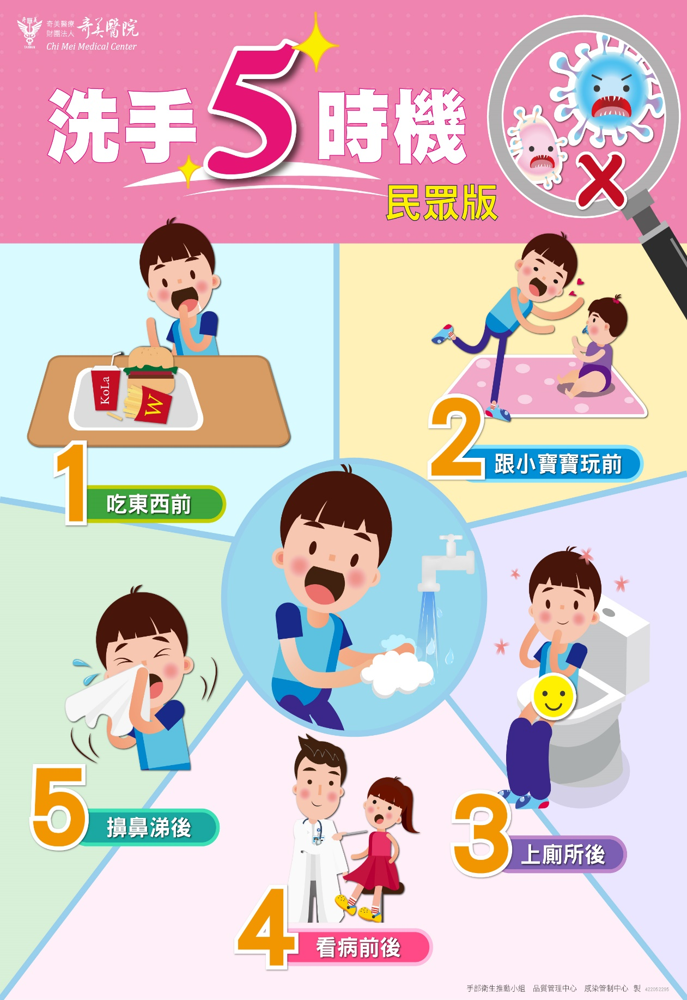 奇美醫療
財團法人
奇美醫院
Chi Mei Medical Center
TAIWAN
洗手5時機
民眾版
KoLa
W
1
吃東西前
2
跟小寶寶玩前
3
上廁所後
4
看病前後
5
擤鼻涕後
手部衛生推動小組 品質管理中心 感染管制中心 製 422052295